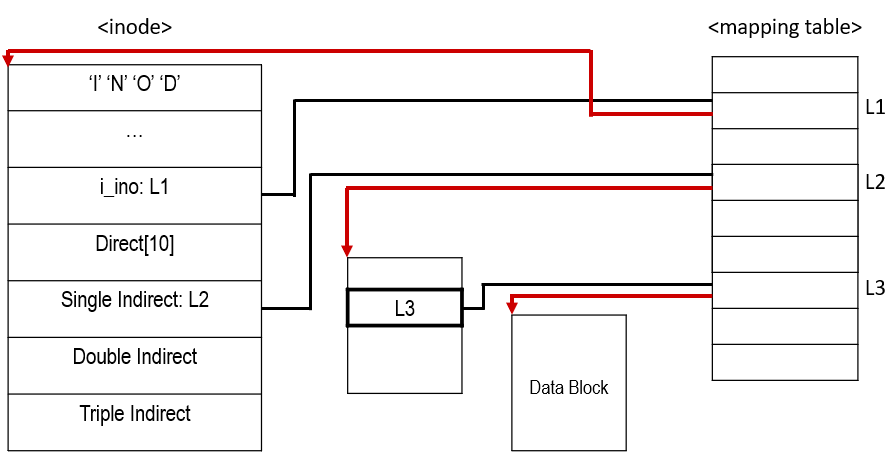 <inode>
<mapping table>
‘I’ ‘N’ ‘O’ ‘D’
...
i_ino: L1
Direct[10]
Single Indirect: L2
Double Indirect
Triple Indirect
L3
Data Block
L1
L2
L3